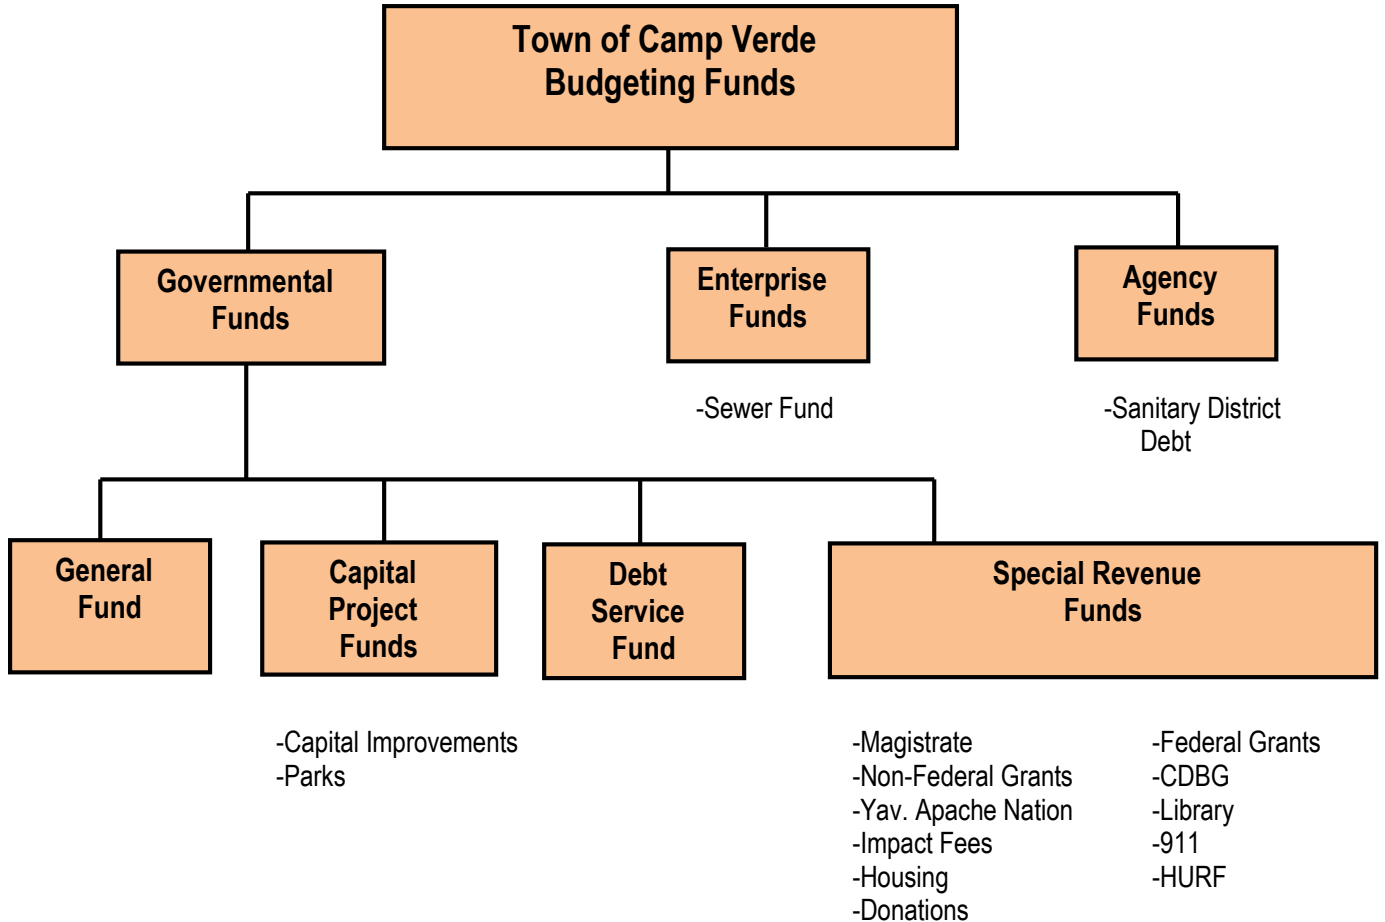 Town of Camp Verde
Budgeting Funds
Governmental
Funds
Enterprise
Funds
Agency
Funds
-Sewer Fund
-Sanitary District
Debt
General
Fund
Capital
Project
Funds
Debt
Service
Fund
Special Revenue
Funds
-Capital Improvements
-Parks
-Magistrate
-Non-Federal Grants
-Yav. Apache Nation
-Impact Fees
-Housing
-Donations
-Federal Grants
-CDBG
-Library
-911
-HURF